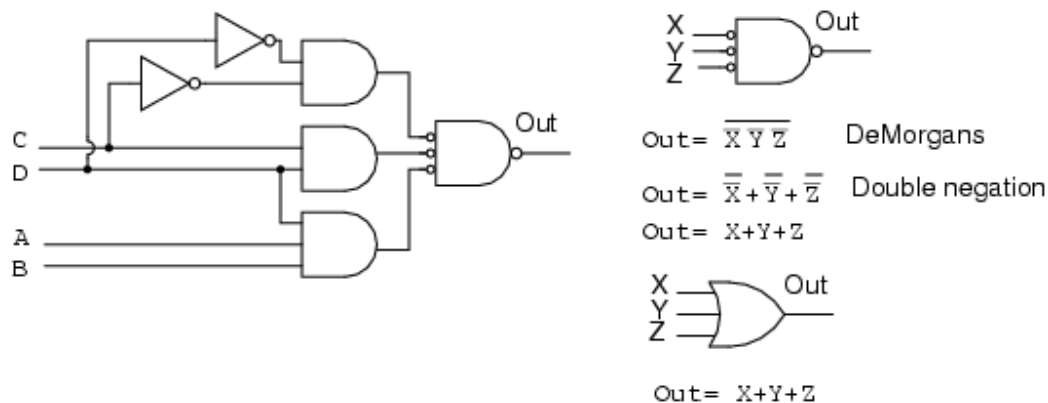 C
D
A
B
Out
X
Y
Z
Out
Out= X̅ Y̅ Z̅ DeMorgans
Out= X̿+Y̿+Z̿ Double negation
Out= X+Y+Z
X
Y
Z
Out
Out= X+Y+Z